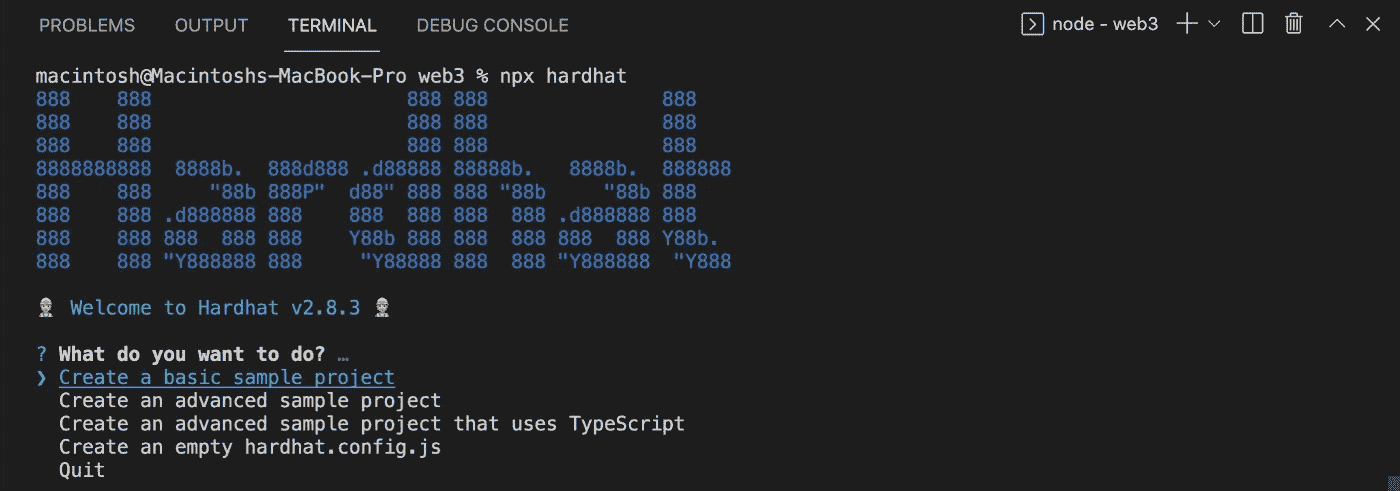 PROBLEMS OUTPUT TERMINAL DEBUG CONSOLE node - web3
macintosh@Macintoshs-MacBook-Pro web3 % npx hardhat
888    888                      888 888               888
888    888                      888 888               888
888    888                      888 888               888
8888888888  8888b.  888d888 .d88888 88888b.   8888b.  888888
888    888     "88b 888P"  d88" 888 888 "88b     "88b 888
888    888 .d888888 888    888  888 888  888 .d888888 888
888    888 888  888 888    Y88b 888 888  888 888  888 Y88b.
888    888 "Y888888 888     "Y88888 888  888 "Y888888  "Y888
Welcome to Hardhat v2.8.3
? What do you want to do? …
❯ Create a basic sample project
Create an advanced sample project
Create an advanced sample project that uses TypeScript
Create an empty hardhat.config.js
Quit